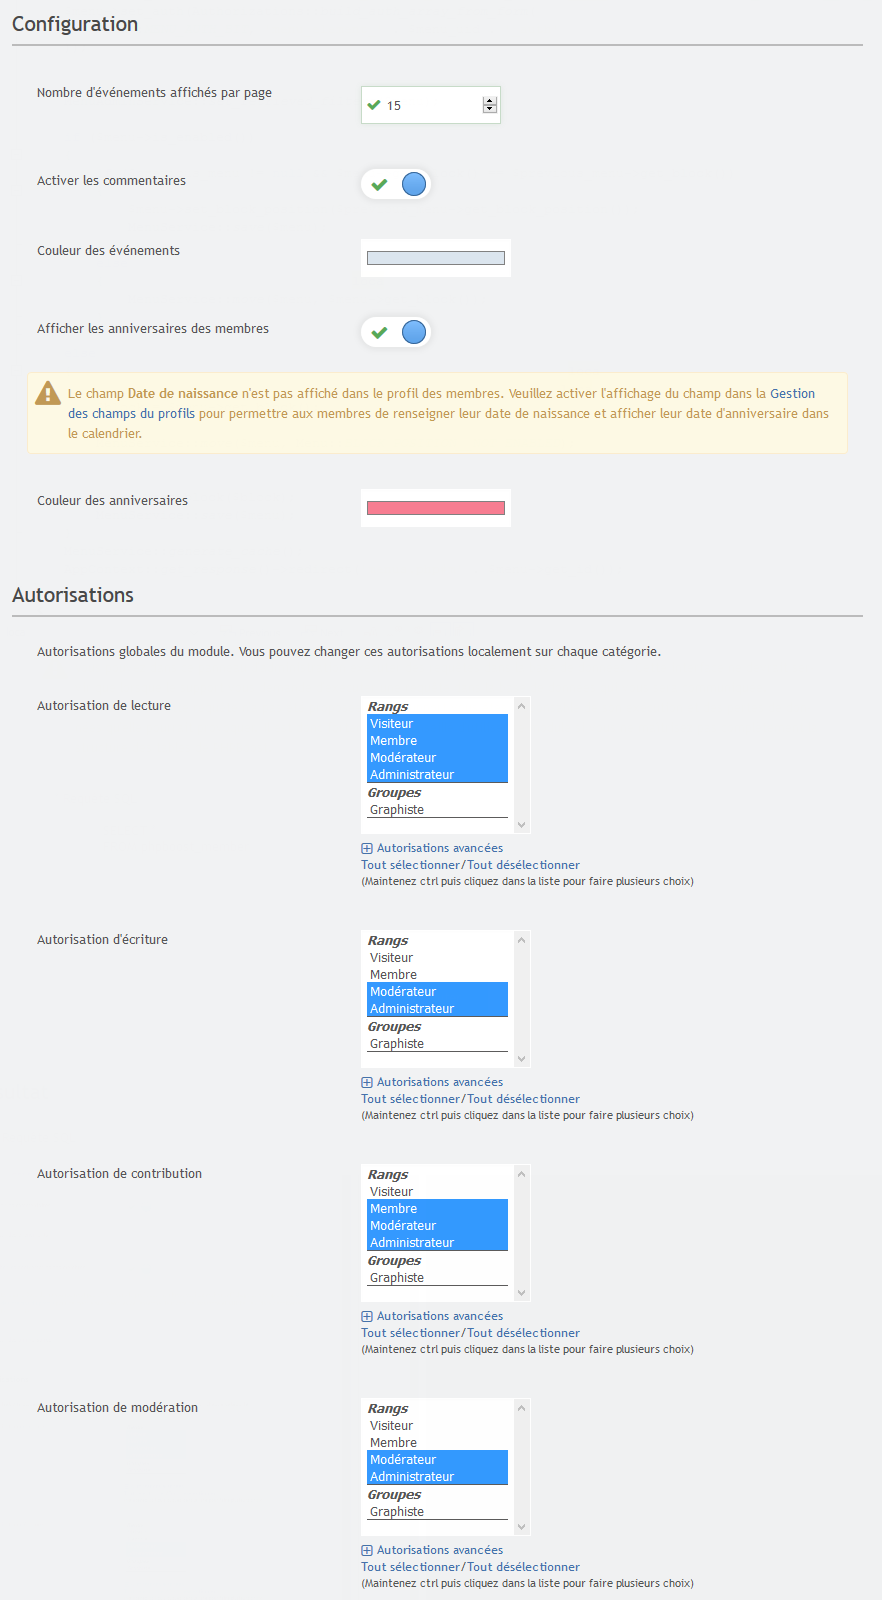 Configuration
Nombre d'événements affichés par page
15
Activer les commentaires
Couleur des événements
Afficher les anniversaires des membres
Le champ Date de naissance n'est pas affiché dans le profil des membres. Veuillez activer l'affichage du champ dans la Gestion
des champs du profils pour permettre aux membres de renseigner leur date de naissance et afficher leur date d'anniversaire dans
le calendrier.
Couleur des anniversaires
Autorisations
Autorisations globales du module. Vous pouvez changer ces autorisations localement sur chaque catégorie.
Autorisation de lecture
Rangs
Visiteur
Membre
Modérateur
Administrateur
Groupes
Graphiste
Autorisations avancées
Tout sélectionner/Tout désélectionner
(Maintenez ctrl puis cliquez dans la liste pour faire plusieurs choix)
Autorisation d'écriture
Rangs
Visiteur
Membre
Modérateur
Administrateur
Groupes
Graphiste
Autorisations avancées
Tout sélectionner/Tout désélectionner
(Maintenez ctrl puis cliquez dans la liste pour faire plusieurs choix)
Autorisation de contribution
Rangs
Visiteur
Membre
Modérateur
Administrateur
Groupes
Graphiste
Autorisations avancées
Tout sélectionner/Tout désélectionner
(Maintenez ctrl puis cliquez dans la liste pour faire plusieurs choix)
Autorisation de modération
Rangs
Visiteur
Membre
Modérateur
Administrateur
Groupes
Graphiste
Autorisations avancées
Tout sélectionner/Tout désélectionner
(Maintenez ctrl puis cliquez dans la liste pour faire plusieurs choix)